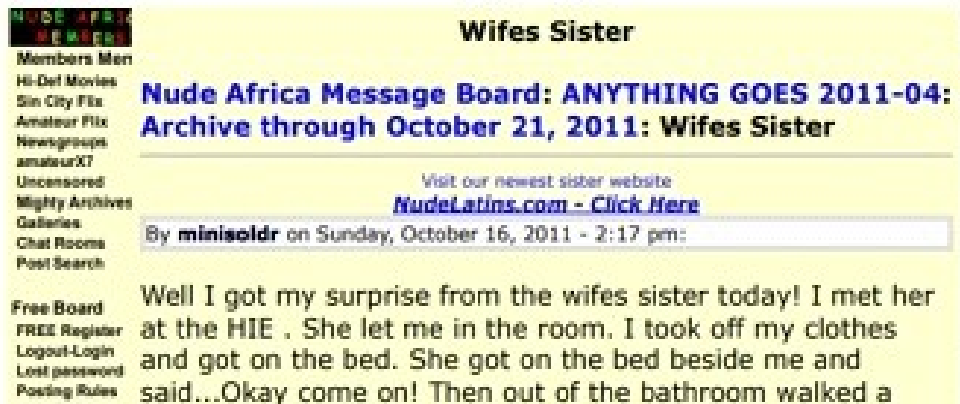 NUDE AFRICA
MEMBERS
Members Men
Hi-Def Movies
Sin City Flix
Amateur Flix
Newsgroups
amateurX7
Uncensored
Mighty Archives
Galleries
Chat Rooms
Post Search
Free Board
FREE Register
Logout-Login
Lost password
Posting Rules
Wifes Sister
Nude Africa Message Board: ANYTHING GOES 2011-04:
Archive through October 21, 2011: Wifes Sister
Visit our newest sister website
NudeLatins.com - Click Here
By minisoldr on Sunday, October 16, 2011 - 2:17 pm:
Well I got my surprise from the wifes sister today! I met her
at the HIE . She let me in the room. I took off my clothes
and got on the bed. She got on the bed beside me and
said...Okay come on! Then out of the bathroom walked a